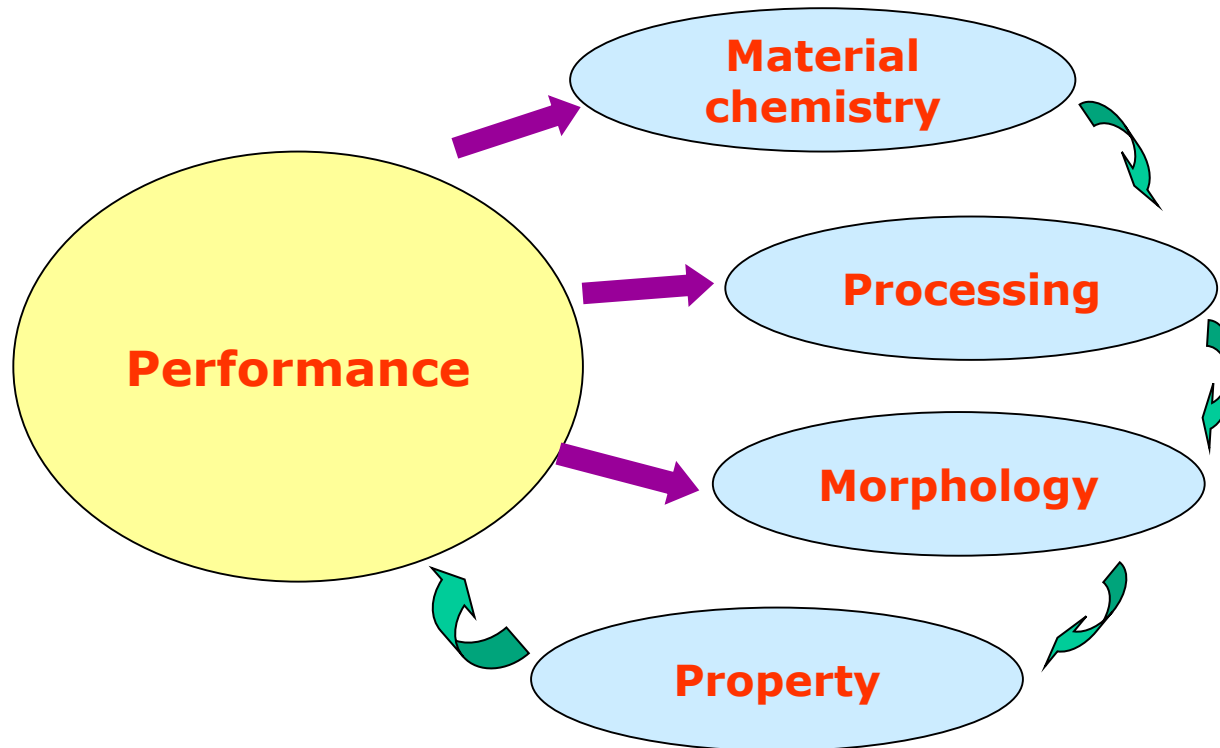 Material
chemistry
Processing
Performance
Morphology
Property